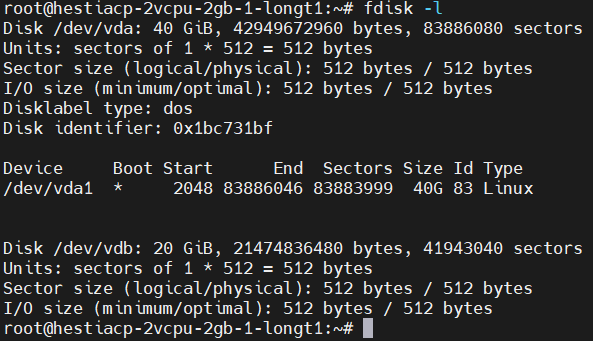 root@hestiacp-2vcpu-2gb-1-longt1:~# fdisk -l
Disk /dev/vda: 40 GiB, 42949672960 bytes, 83886080 sectors
Units: sectors of 1 * 512 = 512 bytes
Sector size (logical/physical): 512 bytes / 512 bytes
I/O size (minimum/optimal): 512 bytes / 512 bytes
Disklabel type: dos
Disk identifier: 0x1bc731bf
Device     Boot Start      End  Sectors Size Id Type
/dev/vda1  *     2048 83886046 83883999  40G 83 Linux
Disk /dev/vdb: 20 GiB, 21474836480 bytes, 41943040 sectors
Units: sectors of 1 * 512 = 512 bytes
Sector size (logical/physical): 512 bytes / 512 bytes
I/O size (minimum/optimal): 512 bytes / 512 bytes
root@hestiacp-2vcpu-2gb-1-longt1:~#